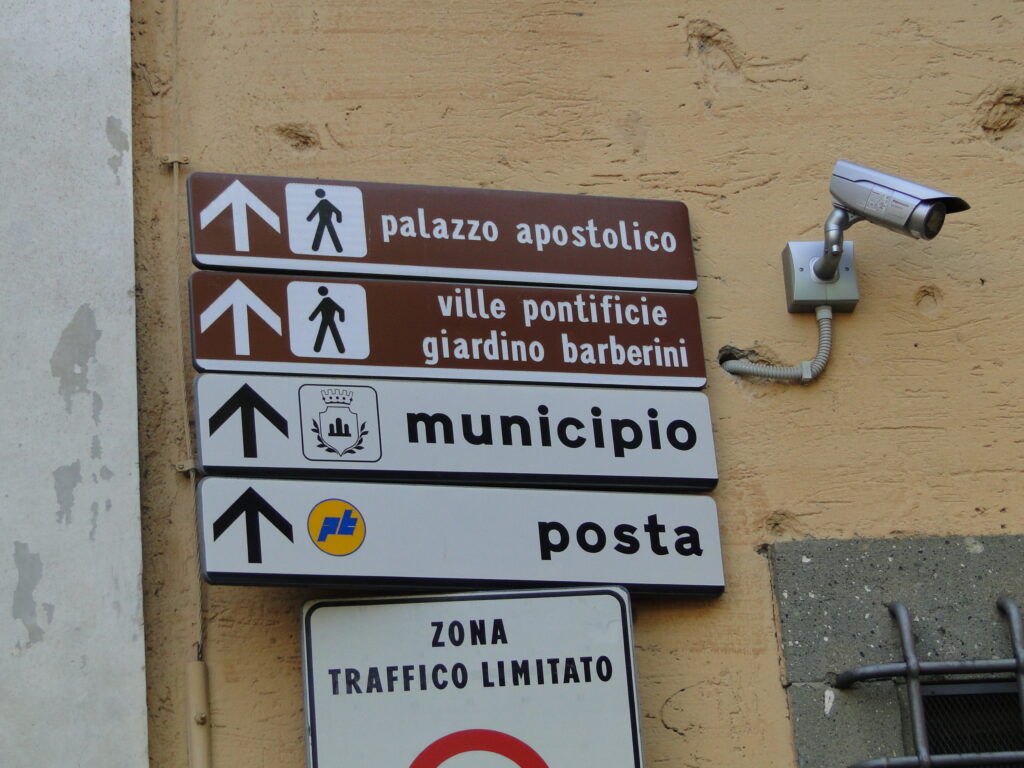 palazzo apostolico
ville pontificie
giardino barberini
municipio
pt
posta
ZONA
TRAFFICO LIMITATO